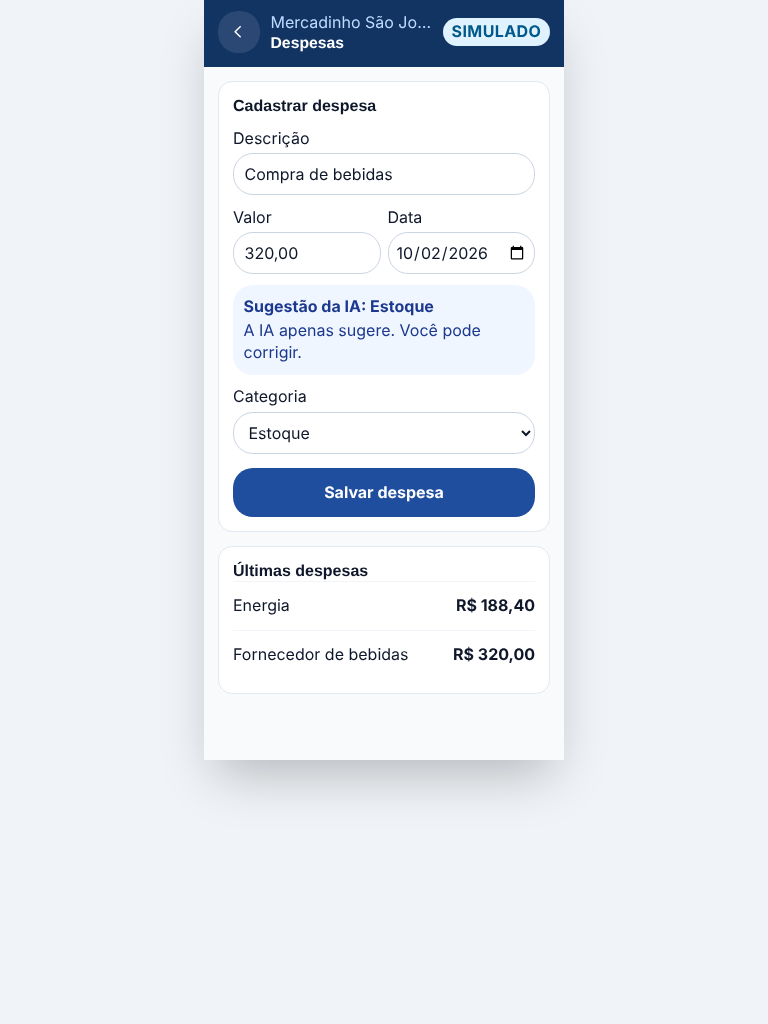 Mercadinho São Jo...
Despesas
SIMULADO
Cadastrar despesa
Descrição
Compra de bebidas
Valor
Data
320,00
10/02/2026
Sugestão da IA: Estoque
A IA apenas sugere. Você pode
corrigir.
Categoria
Estoque
Salvar despesa
Últimas despesas
Energia
R$ 188,40
Fornecedor de bebidas
R$ 320,00